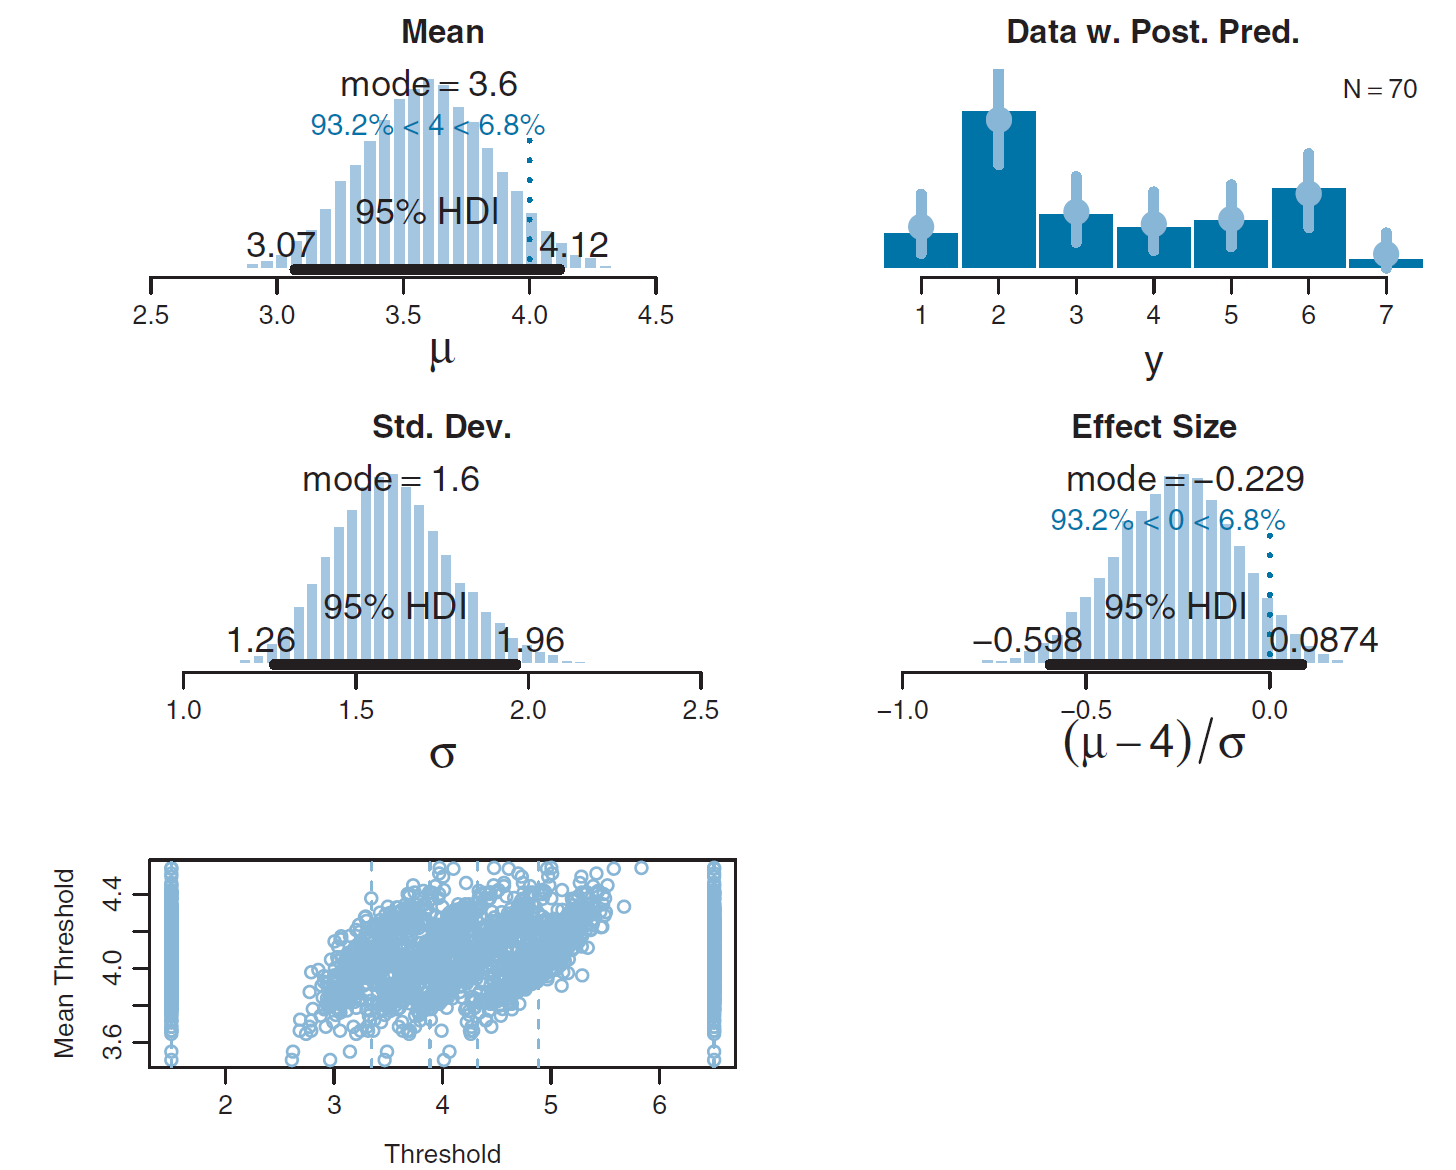 Mean
mode = 3.6
93.2% < 4 < 6.8%
95% HDI
3.07 4.12
2.5 3.0 3.5 4.0 4.5
μ
Data w. Post. Pred.
N = 70
1 2 3 4 5 6 7
y
Std. Dev.
mode = 1.6
95% HDI
1.26 1.96
1.0 1.5 2.0 2.5
σ
Effect Size
mode = −0.229
93.2% < 0 < 6.8%
95% HDI
−0.598 0.0874
−1.0 −0.5 0.0
(μ − 4)/σ
Mean Threshold
4.4
4.0
3.6
2 3 4 5 6
Threshold